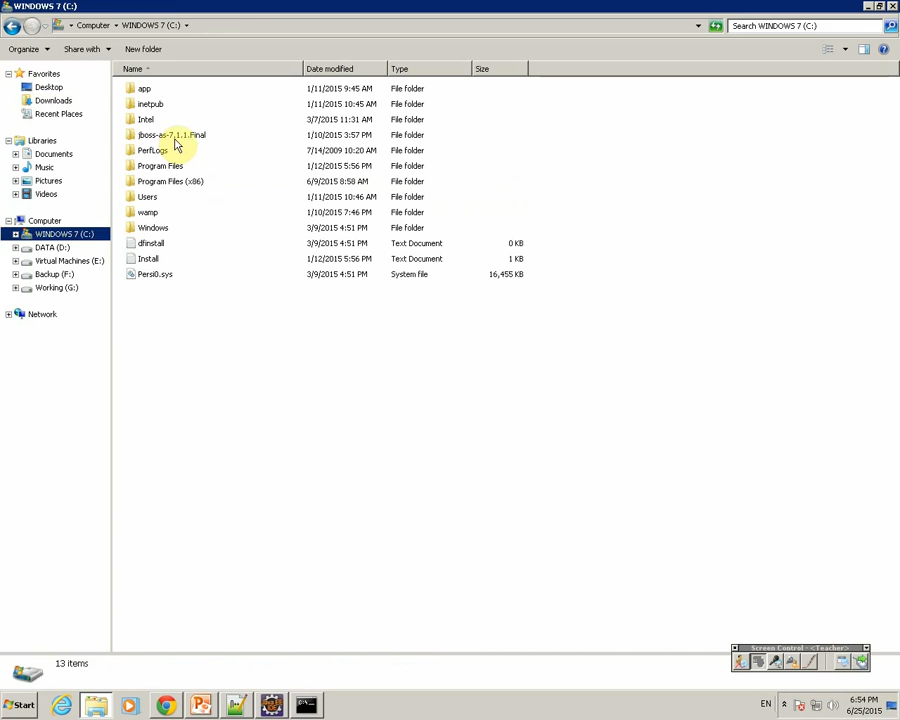 WINDOWS 7 (C:)
Computer WINDOWS 7 (C:) Search WINDOWS 7 (C:)
Organize Share with New folder
Name Date modified Type Size
Favorites
Desktop
Downloads
Recent Places
Libraries
Documents
Music
Pictures
Videos
Computer
WINDOWS 7 (C:)
DATA (D:)
Virtual Machines (E:)
Backup (F:)
Working (G:)
Network
app 1/11/2015 9:45 AM File folder
inetpub 1/11/2015 10:45 AM File folder
Intel 3/7/2015 11:31 AM File folder
jboss-as-7.1.1.Final 1/10/2015 3:57 PM File folder
PerfLogs 7/14/2009 10:20 AM File folder
Program Files 1/12/2015 5:56 PM File folder
Program Files (x86) 6/9/2015 8:58 AM File folder
Users 1/11/2015 10:46 AM File folder
wamp 1/10/2015 7:46 PM File folder
Windows 3/9/2015 4:51 PM File folder
dfinstall 3/9/2015 4:51 PM Text Document 0 KB
Install 1/12/2015 5:56 PM Text Document 1 KB
Persi0.sys 3/9/2015 4:51 PM System file 16,455 KB
Screen Control - <Teacher>
13 items
Start
EN
6:54 PM
6/25/2015